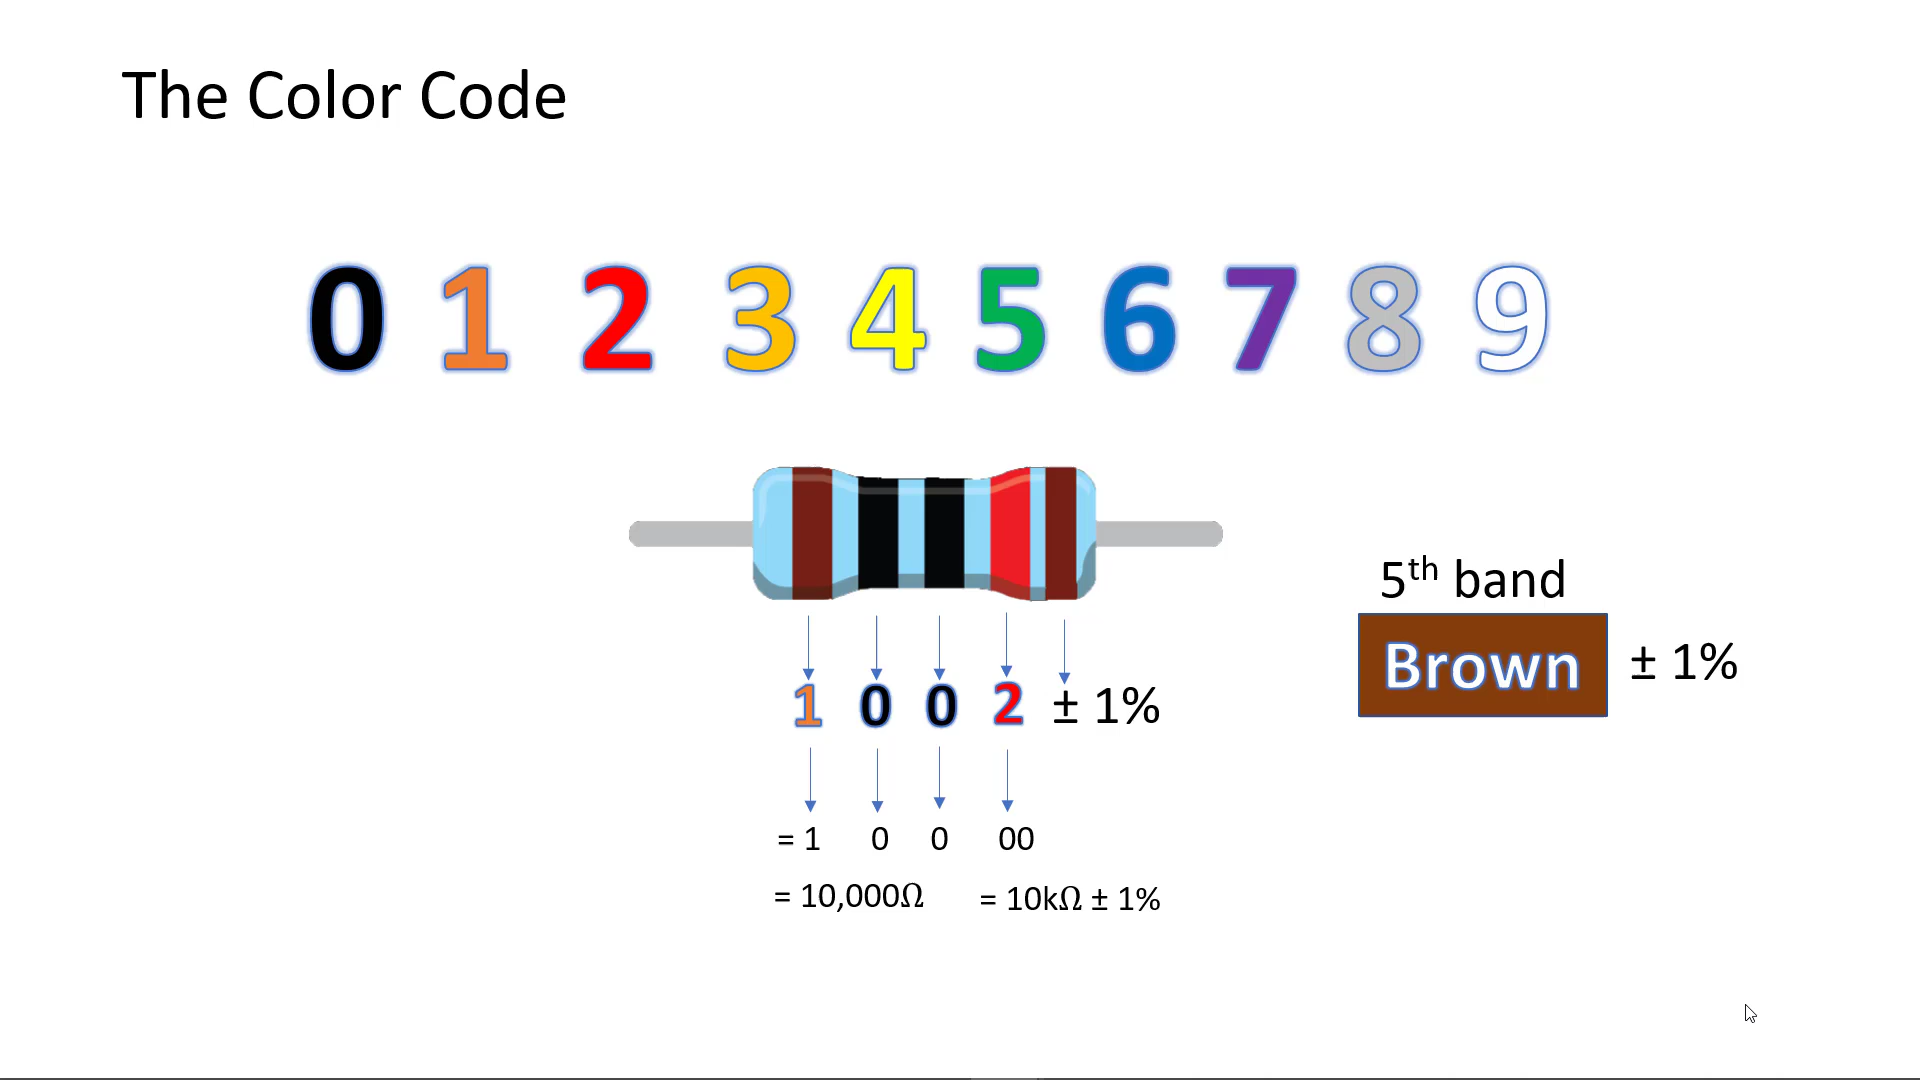 The Color Code
0 1 2 3 4 5 6 7 8 9
5th band
Brown ± 1%
1 0 0 2 ± 1%
= 1 0 0 00
= 10,000Ω = 10kΩ ± 1%